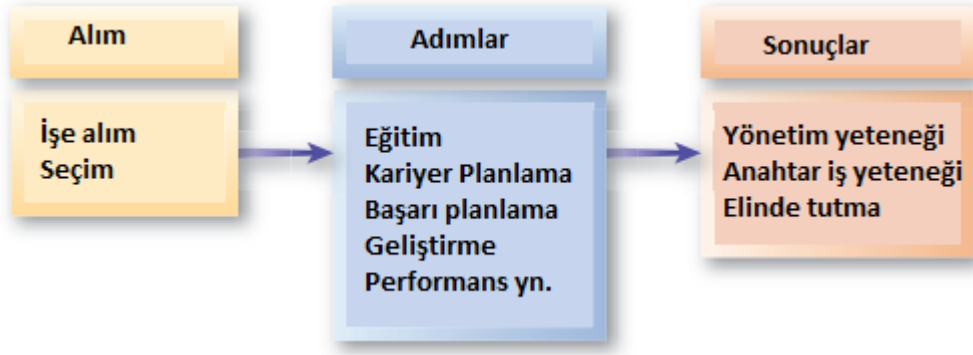 Alım
İşe alım
Seçim
Adımlar
Eğitim
Kariyer Planlama
Başarı planlama
Geliştirme
Performans yn.
Sonuçlar
Yönetim yeteneği
Anahtar iş yeteneği
Elinde tutma